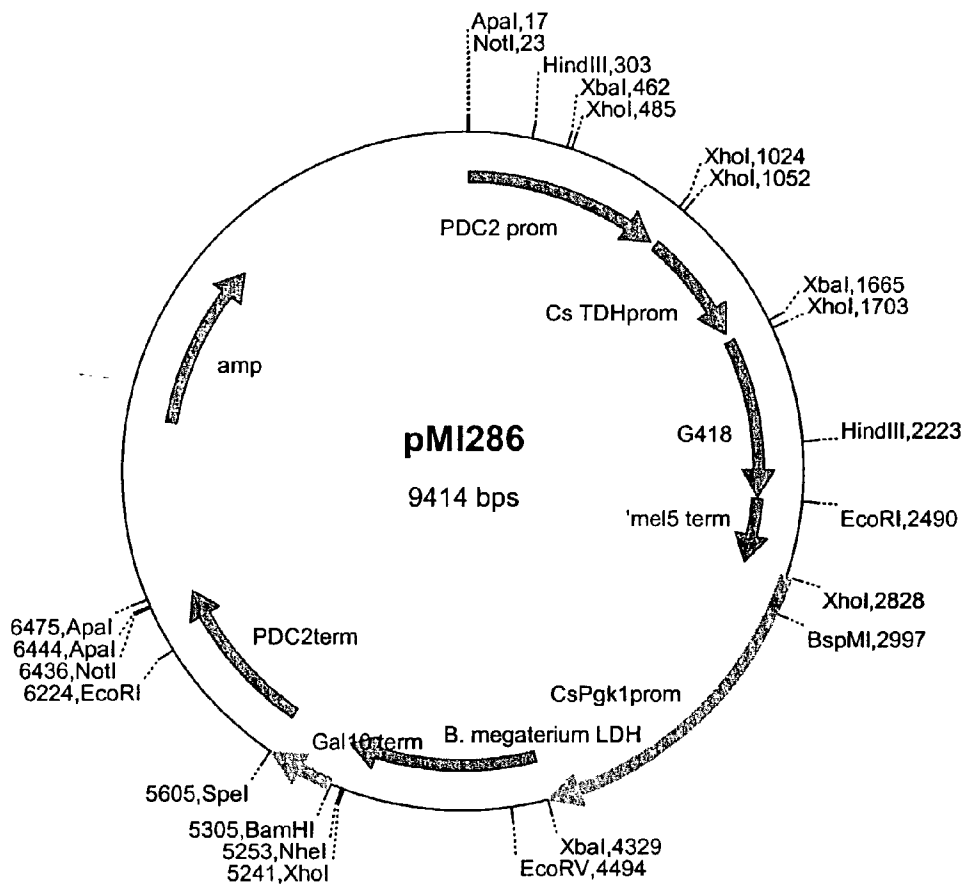 ApaI,17
NotI,23
HindIII,303
XbaI,462
XhoI,485
XhoI,1024
XhoI,1052
PDC2 prom
XbaI,1665
XhoI,1703
Cs TDHprom
amp
G418
HindIII,2223
pMI286
9414 bps
EcoRI,2490
'mel5 term
XhoI,2828
BspMI,2997
6475,ApaI
6444,ApaI
6436,NotI
6224,EcoRI
PDC2term
CsPgk1prom
B. megaterium LDH
Gal10 term
5605,SpeI
5305,BamHI
5253,NheI
5241,XhoI
XbaI,4329
EcoRV,4494